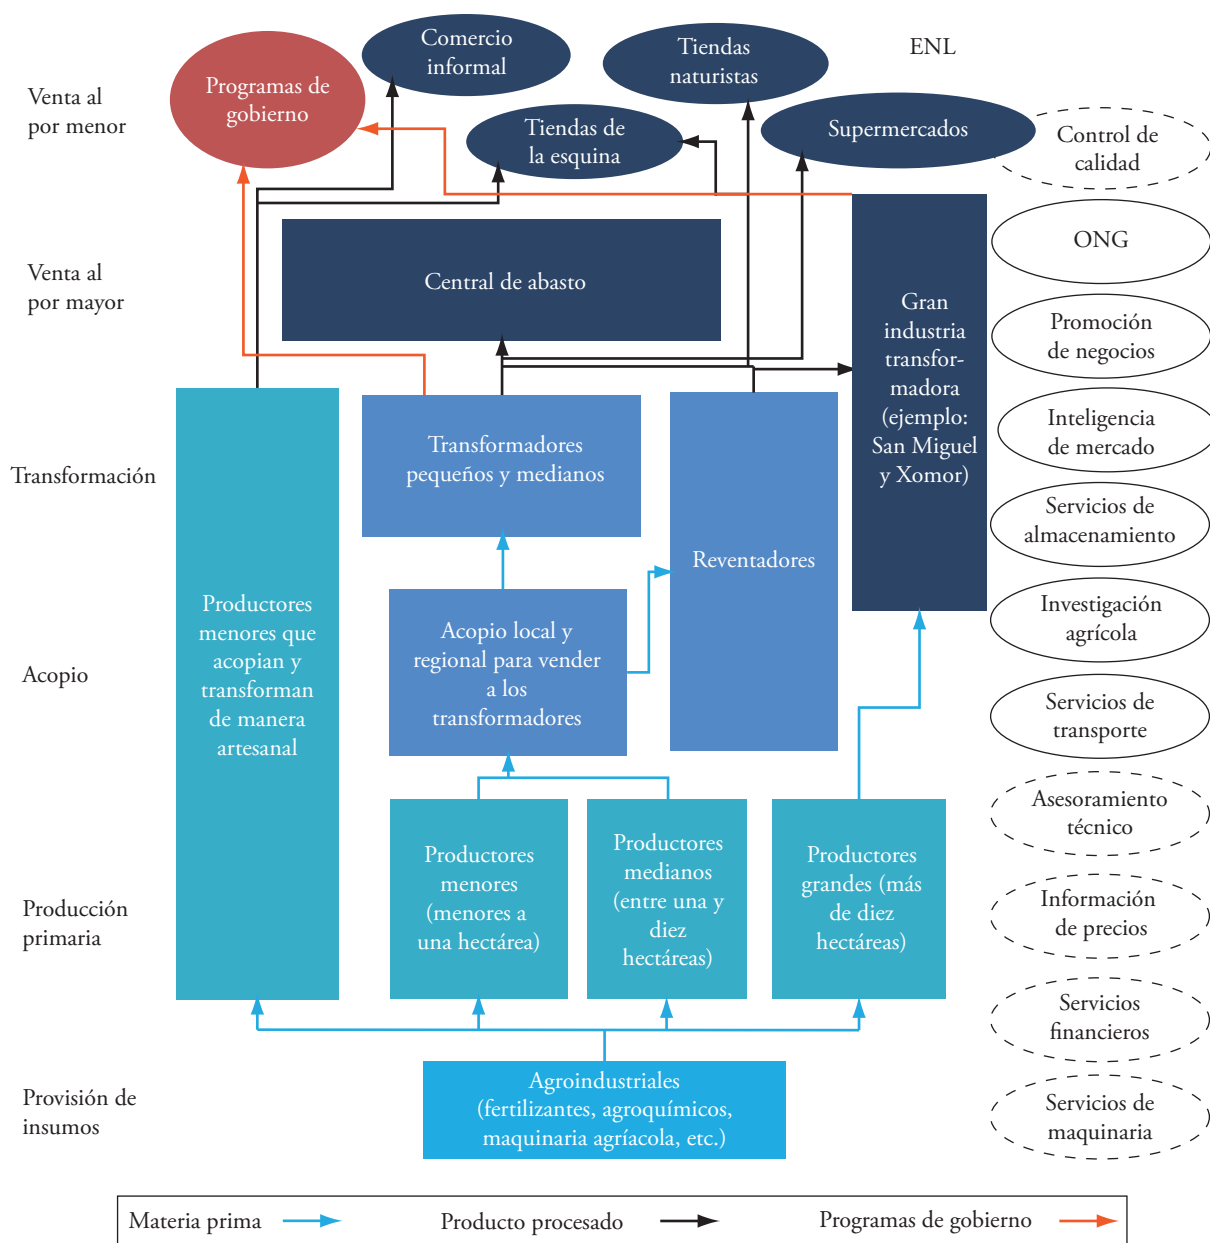 Venta al
por menor
Programas de
gobierno
Comercio
informal
Tiendas
naturistas
ENL
Tiendas de
la esquina
Supermercados
Control de
calidad
Venta al
por mayor
Central de abasto
Gran
industria
transfor-
madora
(ejemplo:
San Miguel
y Xomor)
ONG
Promoción
de negocios
Inteligencia
de mercado
Transformación
Transformadores
pequeños y medianos
Reventadores
Servicios de
almacenamiento
Acopio
Productores
menores que
acopian y
transforman
de manera
artesanal
Acopio local y
regional para vender
a los
transformadores
Investigación
agrícola
Servicios de
transporte
Producción
primaria
Productores
menores
(menores a
una hectárea)
Productores
medianos
(entre una y
diez
hectáreas)
Productores
grandes (más
de diez
hectáreas)
Asesoramiento
técnico
Información
de precios
Servicios
financieros
Provisión de
insumos
Agroindustriales
(fertilizantes, agroquímicos,
maquinaria agríacola, etc.)
Servicios de
maquinaria
Materia prima
Producto procesado
Programas de gobierno